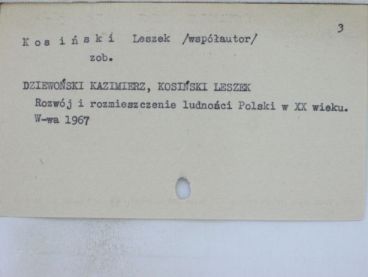 3
K o s i ń s k i Leszek /współautor/
zob.
DZIEWOŃSKI KAZIMIERZ, KOSIŃSKI LESZEK
Rozwój i rozmieszczenie ludności Polski w XX wieku.
W-wa 1967